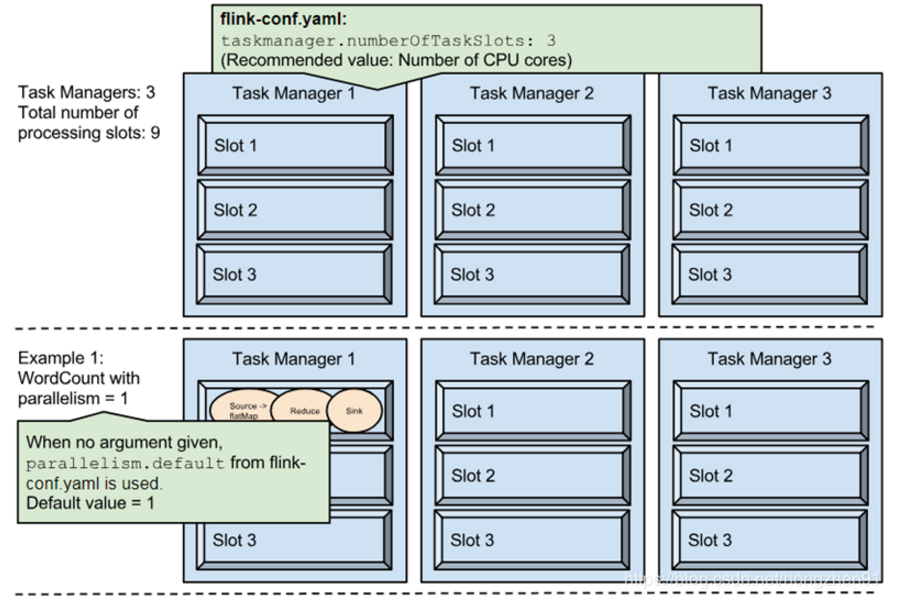 flink-conf.yaml:
taskmanager.numberOfTaskSlots: 3
(Recommended value: Number of CPU cores)
Task Managers: 3
Total number of
processing slots: 9
Task Manager 1
Slot 1
Slot 2
Slot 3
Task Manager 2
Slot 1
Slot 2
Slot 3
Task Manager 3
Slot 1
Slot 2
Slot 3
Example 1:
WordCount with
parallelism = 1
When no argument given,
parallelism.default from flink-
conf.yaml is used.
Default value = 1
Task Manager 1
Source ->
flatMap
Reduce
Sink
Slot 3
Task Manager 2
Slot 1
Slot 2
Slot 3
Task Manager 3
Slot 1
Slot 2
Slot 3
https://blog.csdn.net/hongzhen91